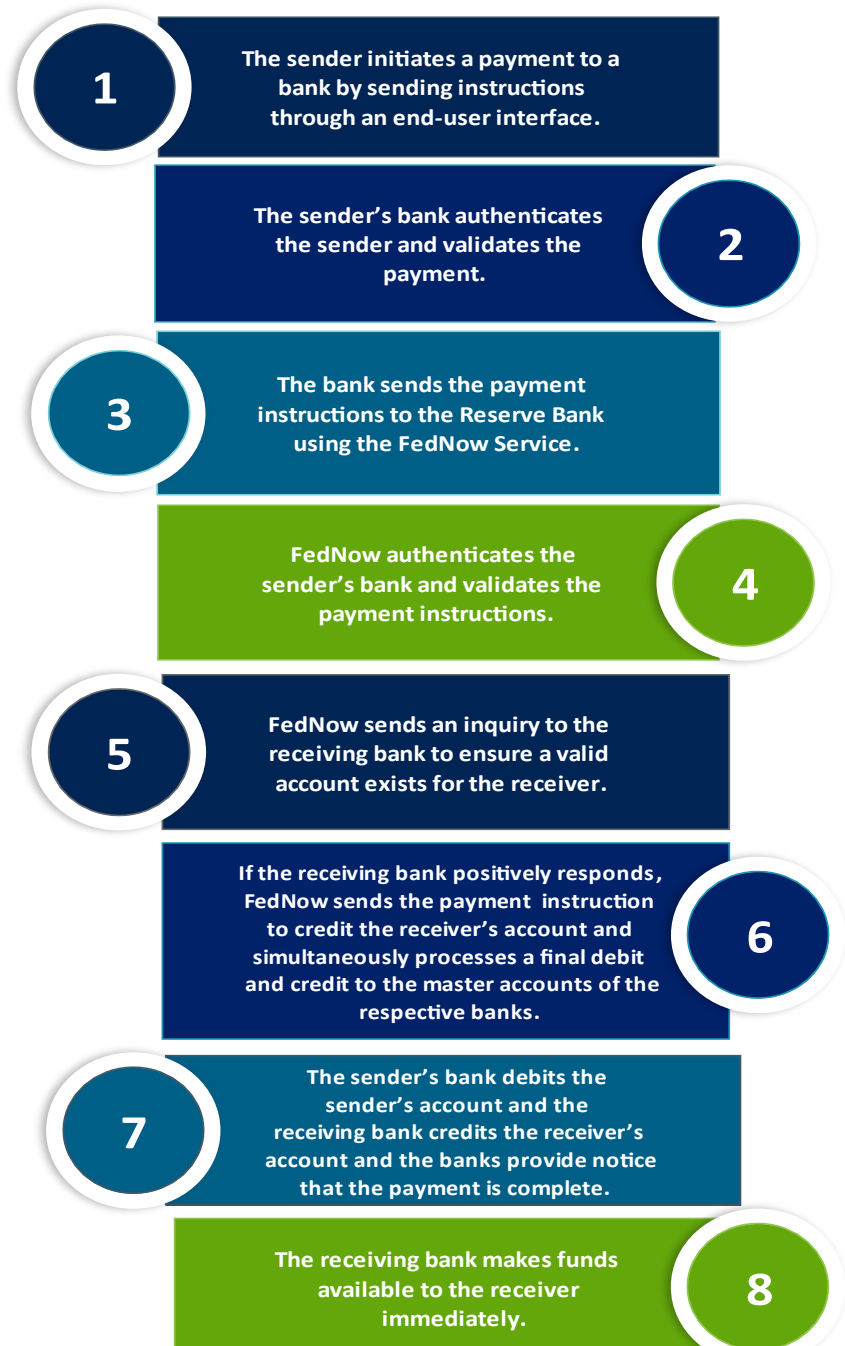 1
The sender initiates a payment to a
bank by sending instructions
through an end-user interface.
The sender’s bank authenticates
the sender and validates the
payment.
2
3
The bank sends the payment
instructions to the Reserve Bank
using the FedNow Service.
FedNow authenticates the
sender’s bank and validates the
payment instructions.
4
5
FedNow sends an inquiry to the
receiving bank to ensure a valid
account exists for the receiver.
If the receiving bank positively responds,
FedNow sends the payment instruction
to credit the receiver’s account and
simultaneously processes a final debit
and credit to the master accounts of the
respective banks.
6
7
The sender’s bank debits the
sender’s account and the
receiving bank credits the receiver’s
account and the banks provide notice
that the payment is complete.
The receiving bank makes funds
available to the receiver
immediately.
8